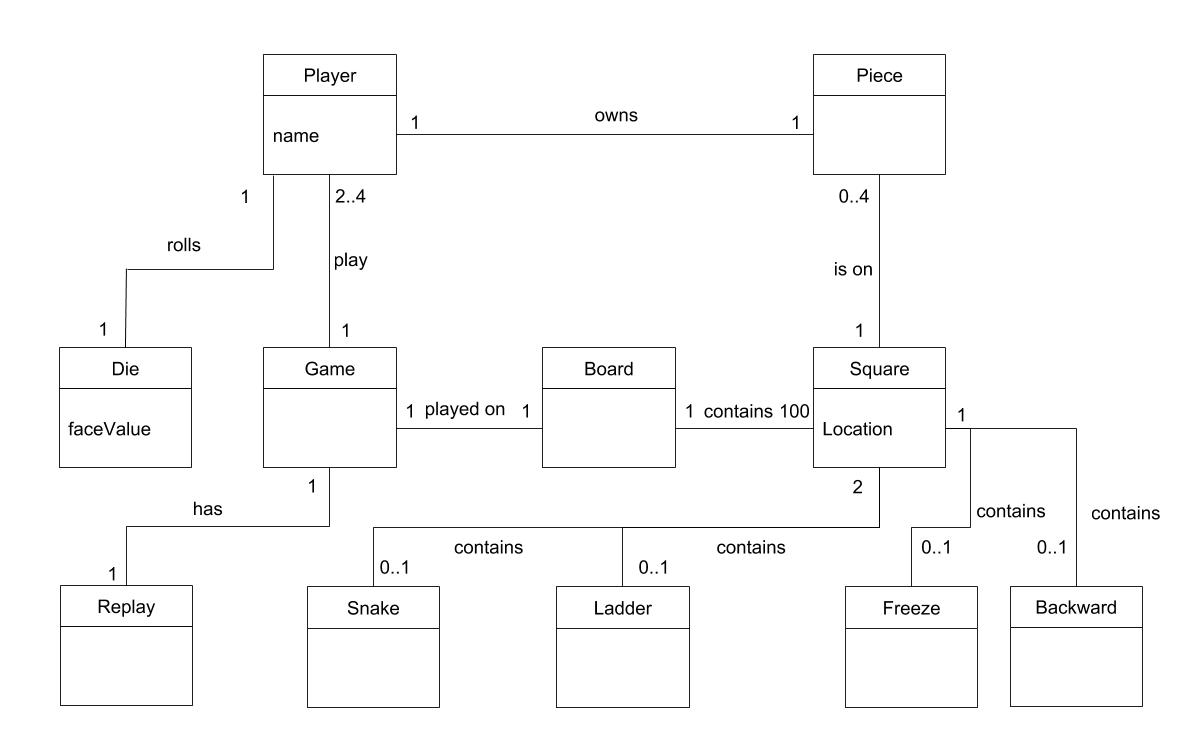 Player
Piece
name
1
owns
1
1
2..4
0..4
rolls
play
is on
1
1
1
Die
Game
Board
Square
faceValue
1 played on 1
1 contains 100
Location
1
1
2
has
contains
contains
contains
contains
0..1
0..1
1
0..1
0..1
Replay
Snake
Ladder
Freeze
Backward